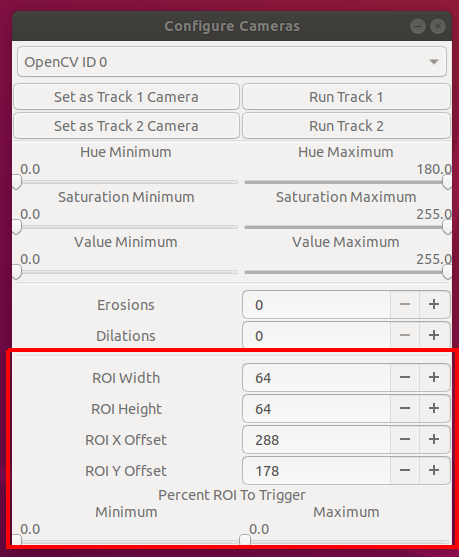 Configure Cameras
OpenCV ID 0
Set as Track 1 Camera Run Track 1
Set as Track 2 Camera Run Track 2
Hue Minimum Hue Maximum
0.0 180.0
Saturation Minimum Saturation Maximum
0.0 255.0
Value Minimum Value Maximum
0.0 255.0
Erosions 0
Dilations 0
ROI Width 64
ROI Height 64
ROI X Offset 288
ROI Y Offset 178
Percent ROI To Trigger
Minimum Maximum
0.0 0.0